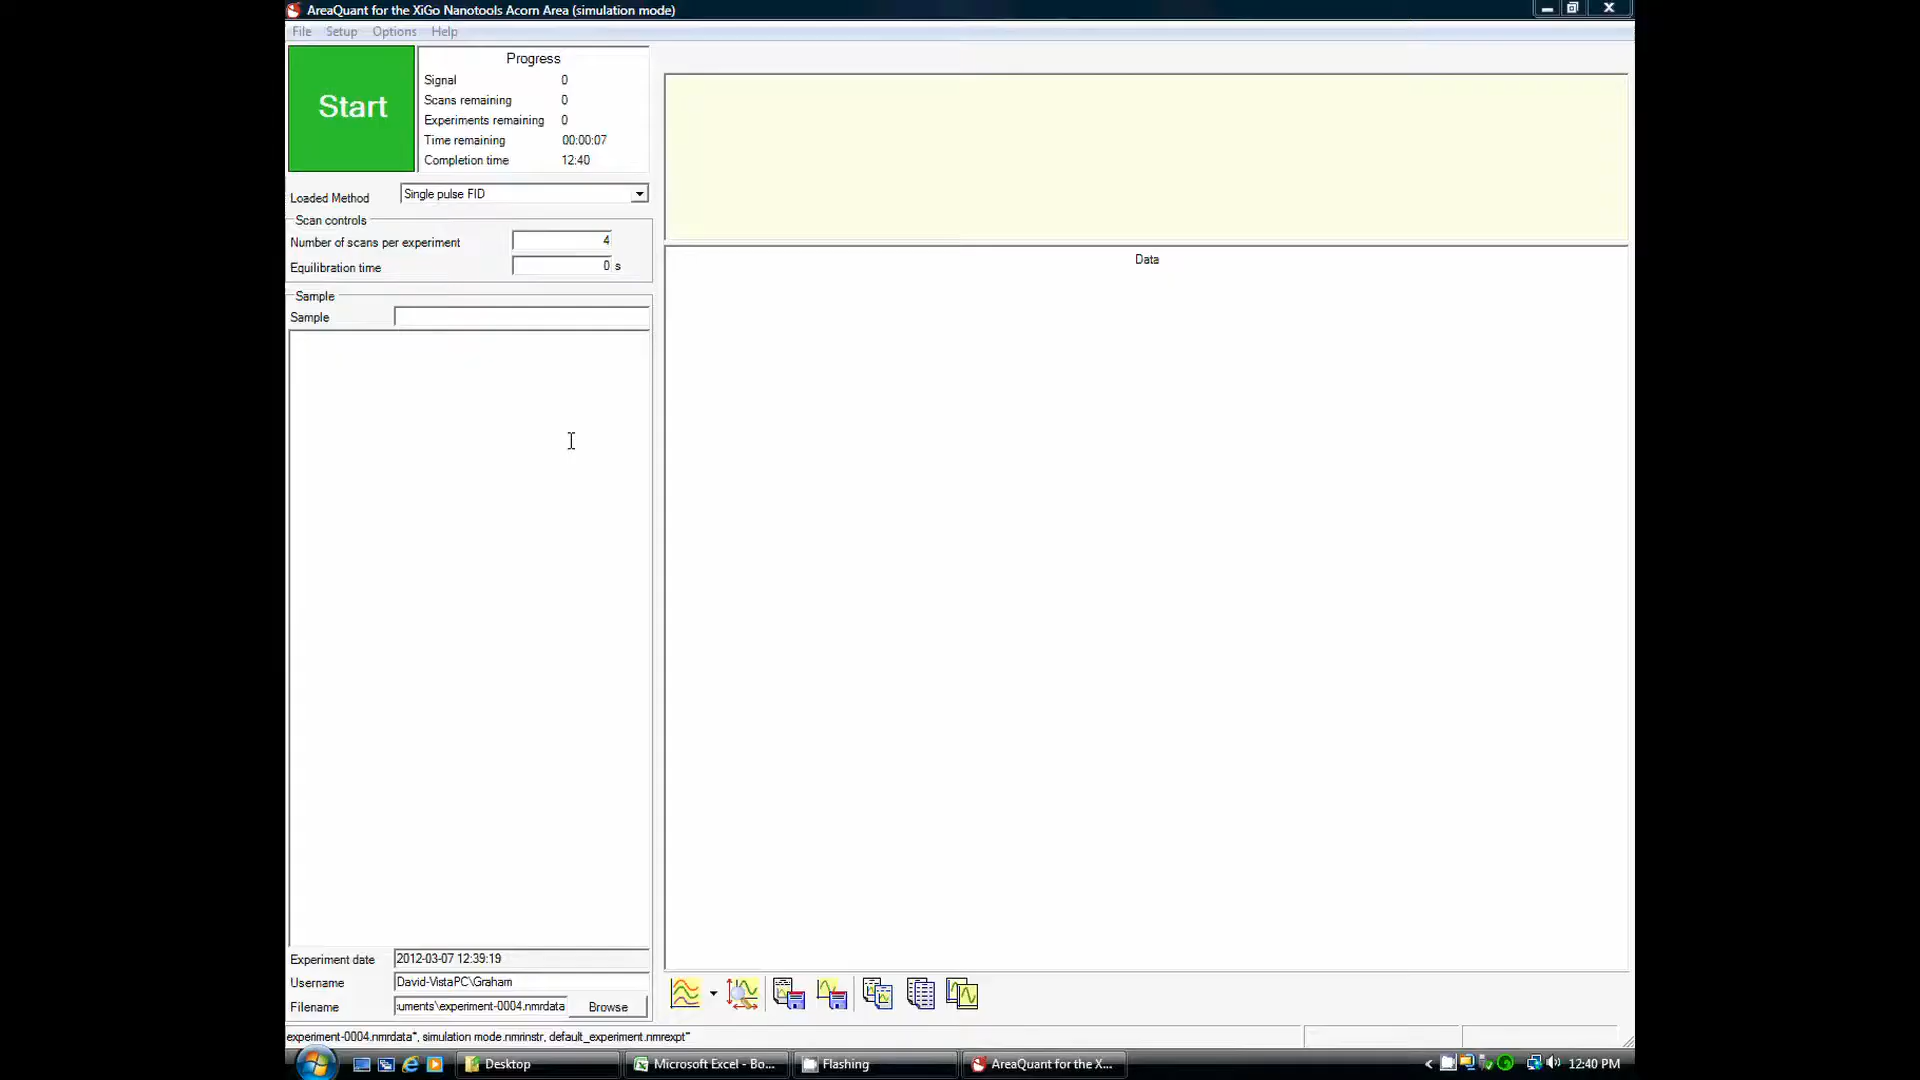 AreaQuant for the XiGo Nanotools Acorn Area (simulation mode)
File Setup Options Help
Start
Progress
Signal 0
Scans remaining 0
Experiments remaining 0
Time remaining 00:00:07
Completion time 12:40
Loaded Method Single pulse FID
Scan controls
Number of scans per experiment 4
Equilibration time 0 s
Sample
Sample
Data
Experiment date 2012-03-07 12:39:19
Username David-VistaPC\Graham
Filename :uments\experiment-0004.nmrdata Browse
experiment-0004.nmrdata*, simulation mode.nmrinstr, default_experiment.nmrexpt*
Desktop Microsoft Excel - Bo... Flashing AreaQuant for the X... 12:40 PM